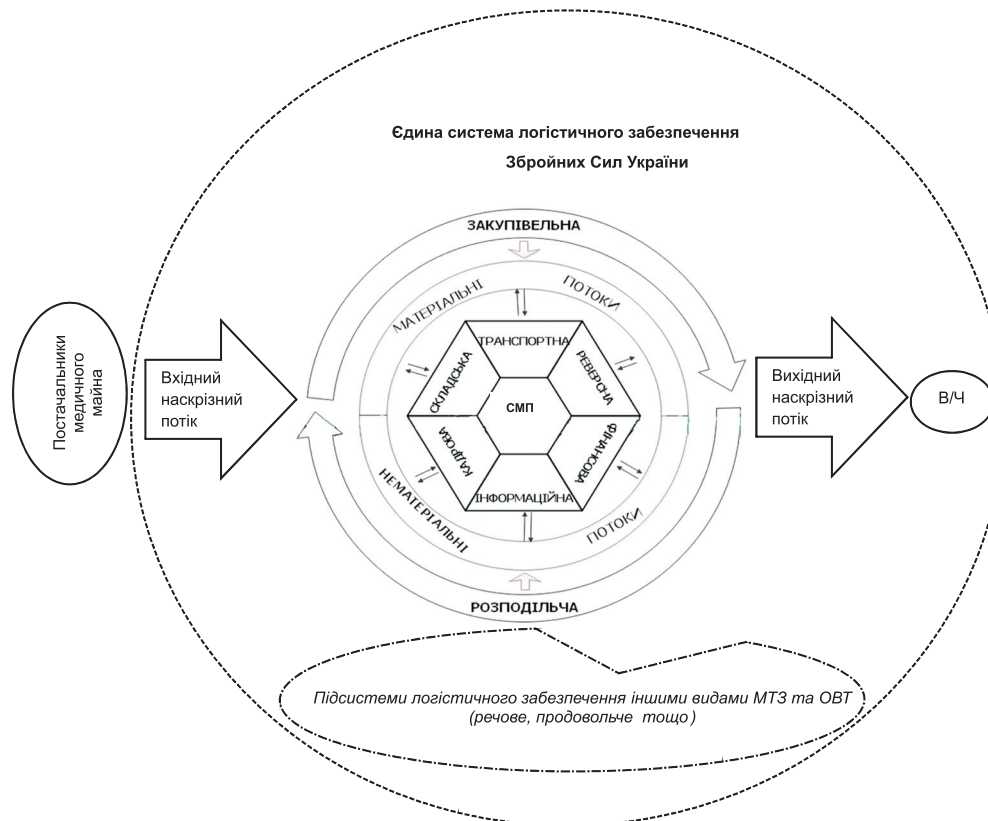 Єдина система логістичного забезпечення
Збройних Сил України
ЗАКУПІВЕЛЬНА
МАТЕРІАЛЬНІ
ПОТОКИ
ТРАНСПОРТНА
СКЛАДСЬКА
РЕВЕРСНА
СМП
КАДРОВА
ФІНАНСОВА
ІНФОРМАЦІЙНА
НЕМАТЕРІАЛЬНІ
ПОТОКИ
РОЗПОДІЛЬЧА
Постачальники
медичного
майна
Вхідний
наскрізний
потік
Вихідний
наскрізний
потік
В/Ч
Підсистеми логістичного забезпечення іншими видами МТЗ та ОВТ
(речове, продовольче тощо)